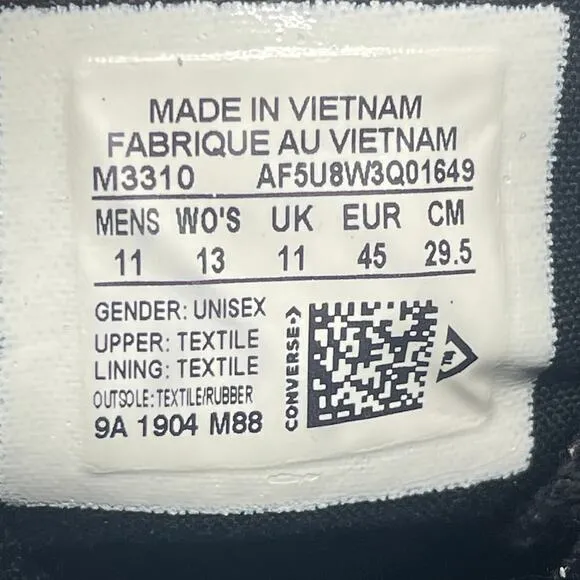 MADE IN VIETNAM
FABRIQUE AU VIETNAM
M3310 AF5U8W3Q01649
MENS WO'S UK EUR CM
11 13 11 45 29.5
GENDER: UNISEX
UPPER: TEXTILE
LINING: TEXTILE
OUTSOLE: TEXTILE/RUBBER
9A 1904 M88
CONVERSE